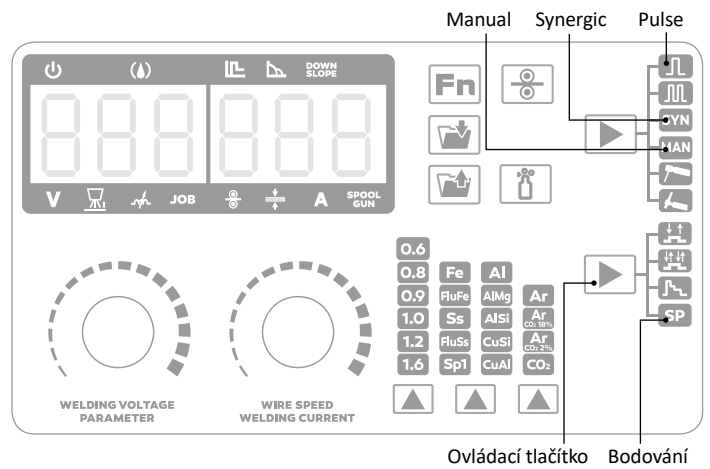 Manual Synergic Pulse
DOWN
SLOPE
888 888
V JOB A SPOOL
GUN
Fn
SYN
MAN
SP
0.6
0.8 Fe Al
0.9 FluFe AlMg Ar
1.0 Ss AlSi Ar
CO₂ 18%
1.2 FluSs CuSi Ar
CO₂ 2%
1.6 Sp1 CuAl CO₂
WELDING VOLTAGE
PARAMETER
WIRE SPEED
WELDING CURRENT
Ovládací tlačítko Bodování